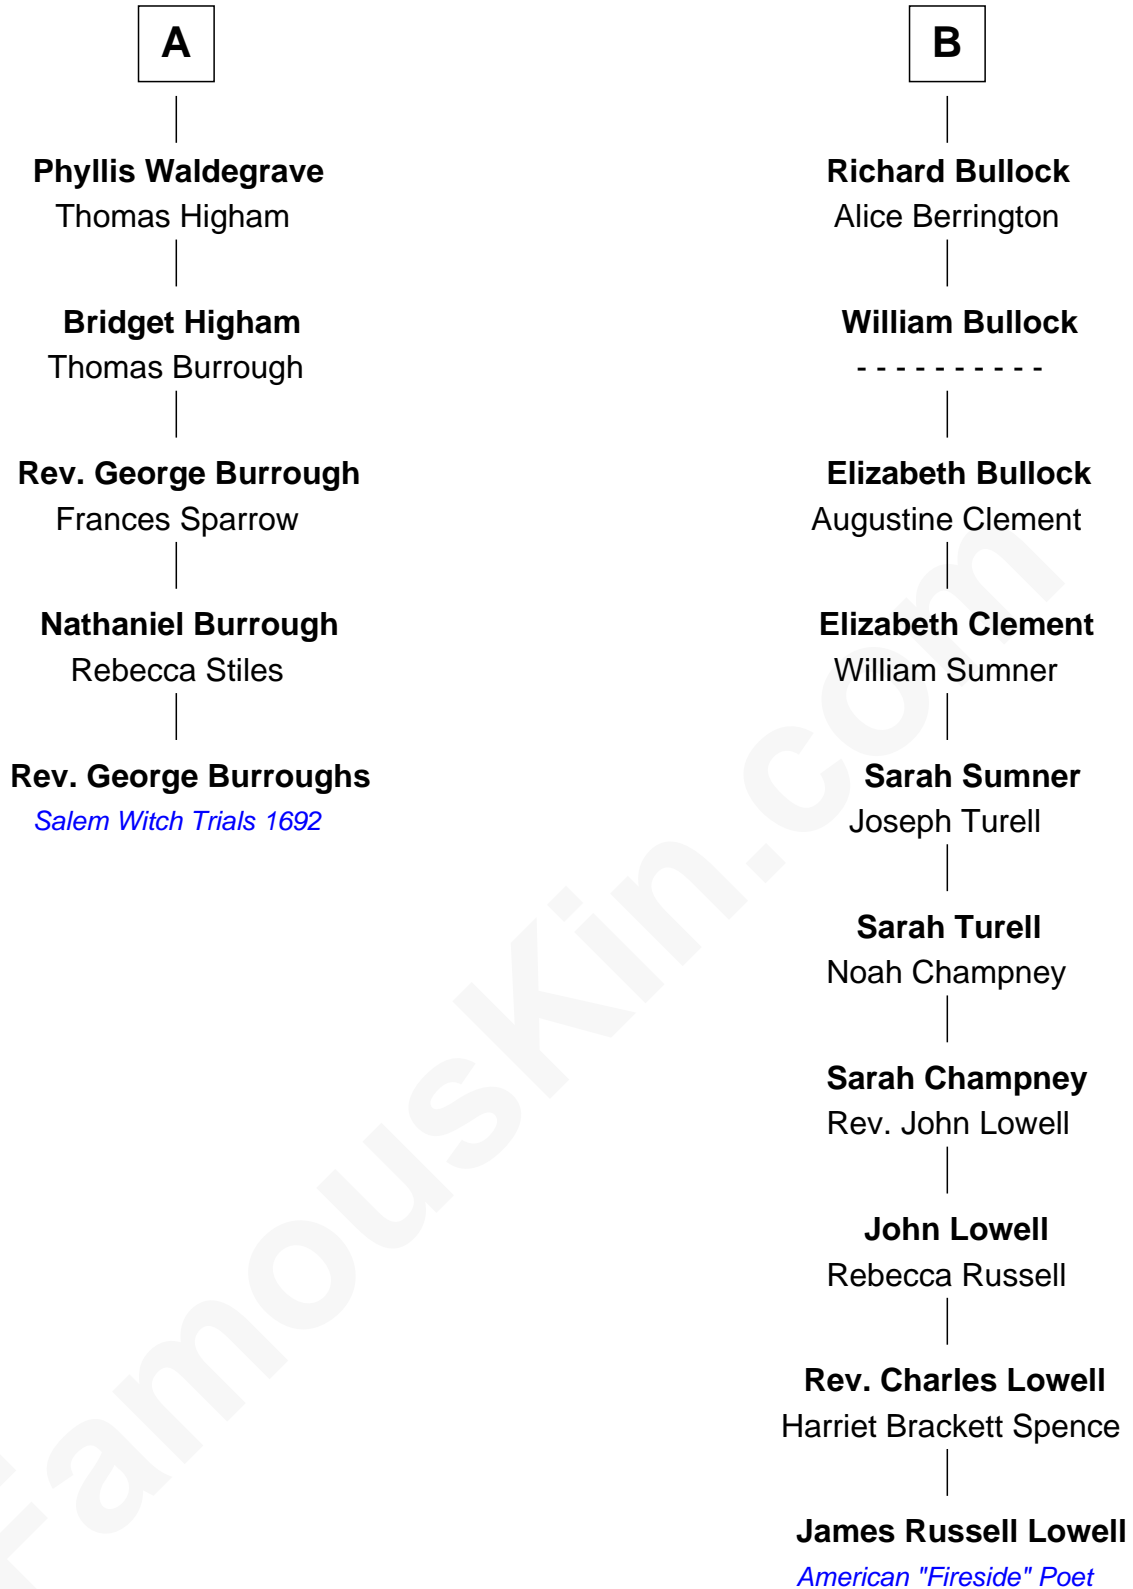 A
Phyllis Waldegrave
Thomas Higham
Bridget Higham
Thomas Burrough
Rev. George Burrough
Frances Sparrow
Nathaniel Burrough
Rebecca Stiles
Rev. George Burroughs
Salem Witch Trials 1692
B
Richard Bullock
Alice Berrington
William Bullock
- - - - - - - - - -
Elizabeth Bullock
Augustine Clement
Elizabeth Clement
William Sumner
Sarah Sumner
Joseph Turell
Sarah Turell
Noah Champney
Sarah Champney
Rev. John Lowell
John Lowell
Rebecca Russell
Rev. Charles Lowell
Harriet Brackett Spence
James Russell Lowell
American "Fireside" Poet
FamousKin.com